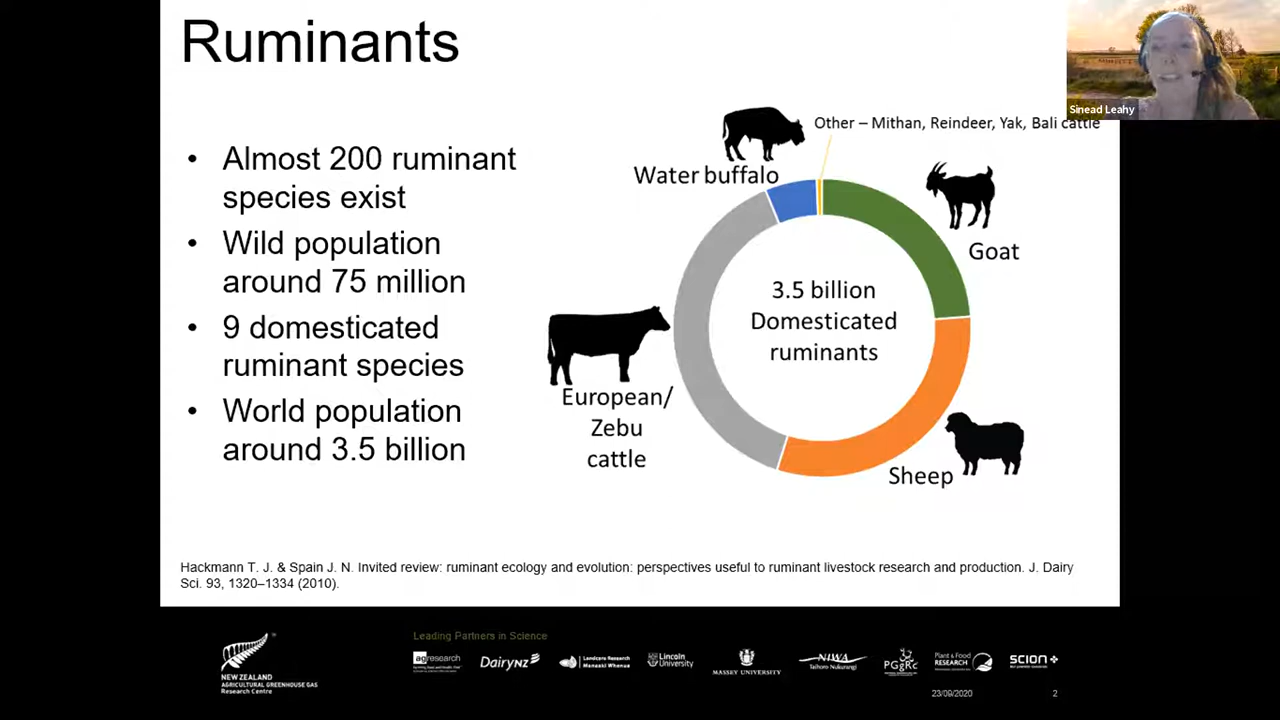 Ruminants
Sinead Leahy
• Almost 200 ruminant
species exist
• Wild population
around 75 million
• 9 domesticated
ruminant species
• World population
around 3.5 billion
Other – Mithan, Reindeer, Yak, Bali cattle
Water buffalo
Goat
3.5 billion
Domesticated
ruminants
European/
Zebu
cattle
Sheep
Hackmann T. J. & Spain J. N. Invited review: ruminant ecology and evolution: perspectives useful to ruminant livestock research and production. J. Dairy
Sci. 93, 1320–1334 (2010).
Leading Partners in Science
NEW ZEALAND
AGRICULTURAL GREENHOUSE GAS
Research Centre
agresearch
DairyNZ
Landcare Research
Manaaki Whenua
Lincoln
University
MASSEY UNIVERSITY
NIWA
Taihoro Nukurangi
PGgRc
Plant & Food
RESEARCH
SCION
23/09/2020
2